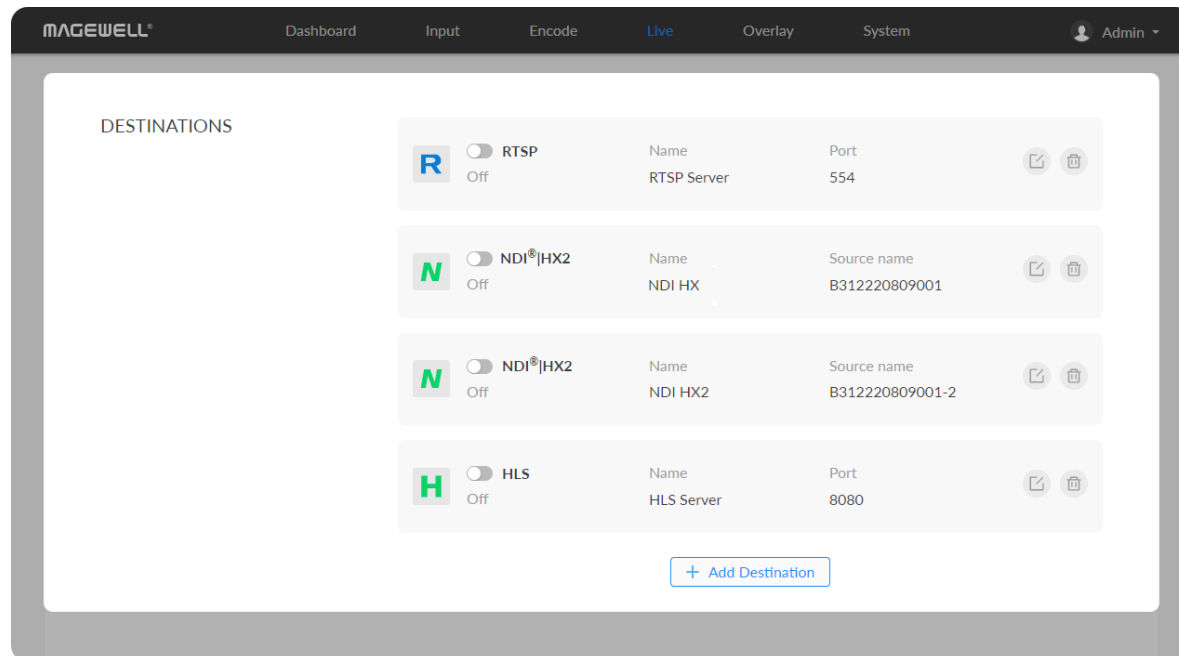 MAGEWELL® Dashboard Input Encode Live Overlay System Admin
DESTINATIONS
R RTSP Name Port
Off RTSP Server 554
N NDI®|HX2 Name Source name
Off NDI HX B312220809001
N NDI®|HX2 Name Source name
Off NDI HX2 B312220809001-2
H HLS Name Port
Off HLS Server 8080
+ Add Destination